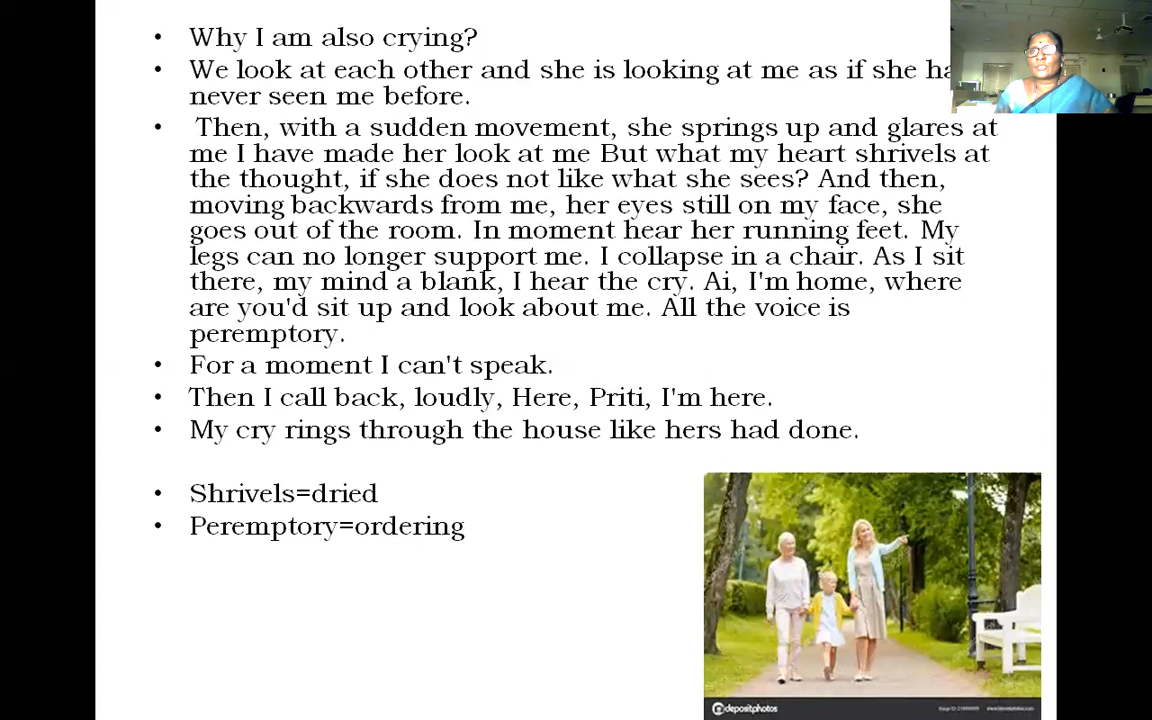 Why I am also crying?
We look at each other and she is looking at me as if she ha
never seen me before.
Then, with a sudden movement, she springs up and glares at
me I have made her look at me But what my heart shrivels at
the thought, if she does not like what she sees? And then,
moving backwards from me, her eyes still on my face, she
goes out of the room. In moment hear her running feet. My
legs can no longer support me. I collapse in a chair. As I sit
there, my mind a blank, I hear the cry. Ai, I'm home, where
are you'd sit up and look about me. All the voice is
peremptory.
For a moment I can't speak.
Then I call back, loudly, Here, Priti, I'm here.
My cry rings through the house like hers had done.
Shrivels=dried
Peremptory=ordering
depositphotos